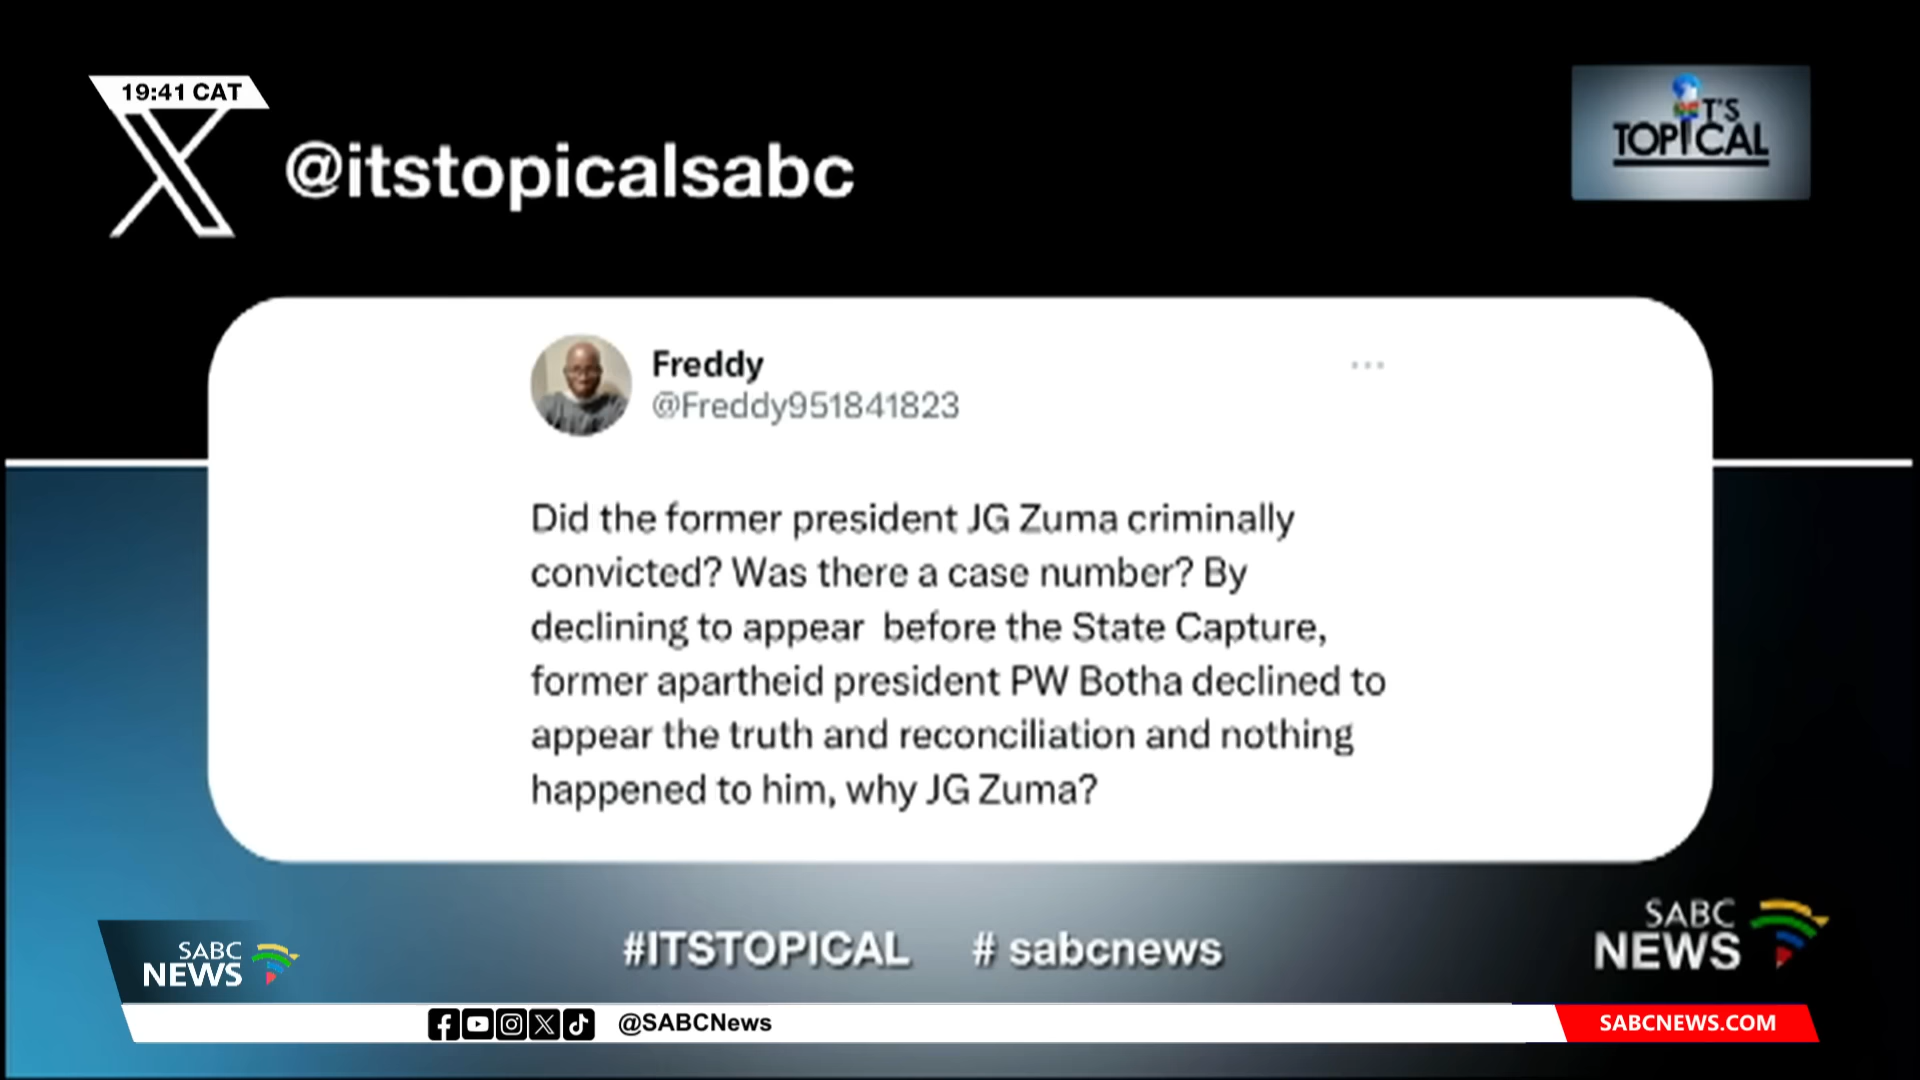 19:41 CAT
@itstopicalsabc
IT'S
TOPICAL
Freddy
@Freddy951841823
Did the former president JG Zuma criminally
convicted? Was there a case number? By
declining to appear  before the State Capture,
former apartheid president PW Botha declined to
appear the truth and reconciliation and nothing
happened to him, why JG Zuma?
#ITSTOPICAL # sabcnews
SABC
NEWS
SABC
NEWS
@SABCNews
SABCNEWS.COM